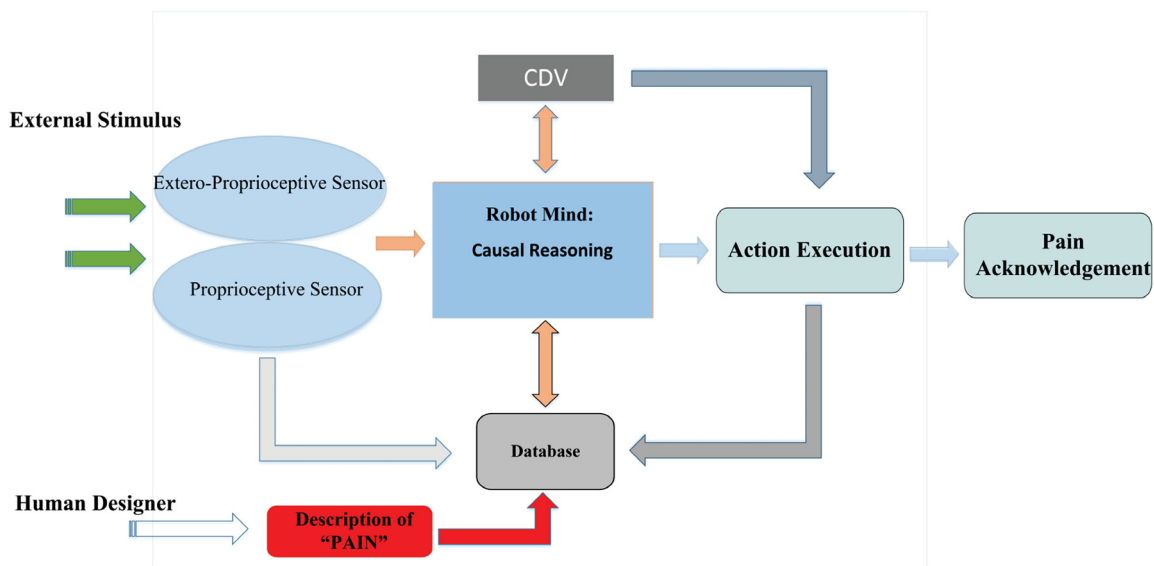 CDV
External Stimulus
Extero-Proprioceptive Sensor
Proprioceptive Sensor
Robot Mind:
Causal Reasoning
Action Execution
Pain
Acknowledgement
Database
Human Designer
Description of
“PAIN”